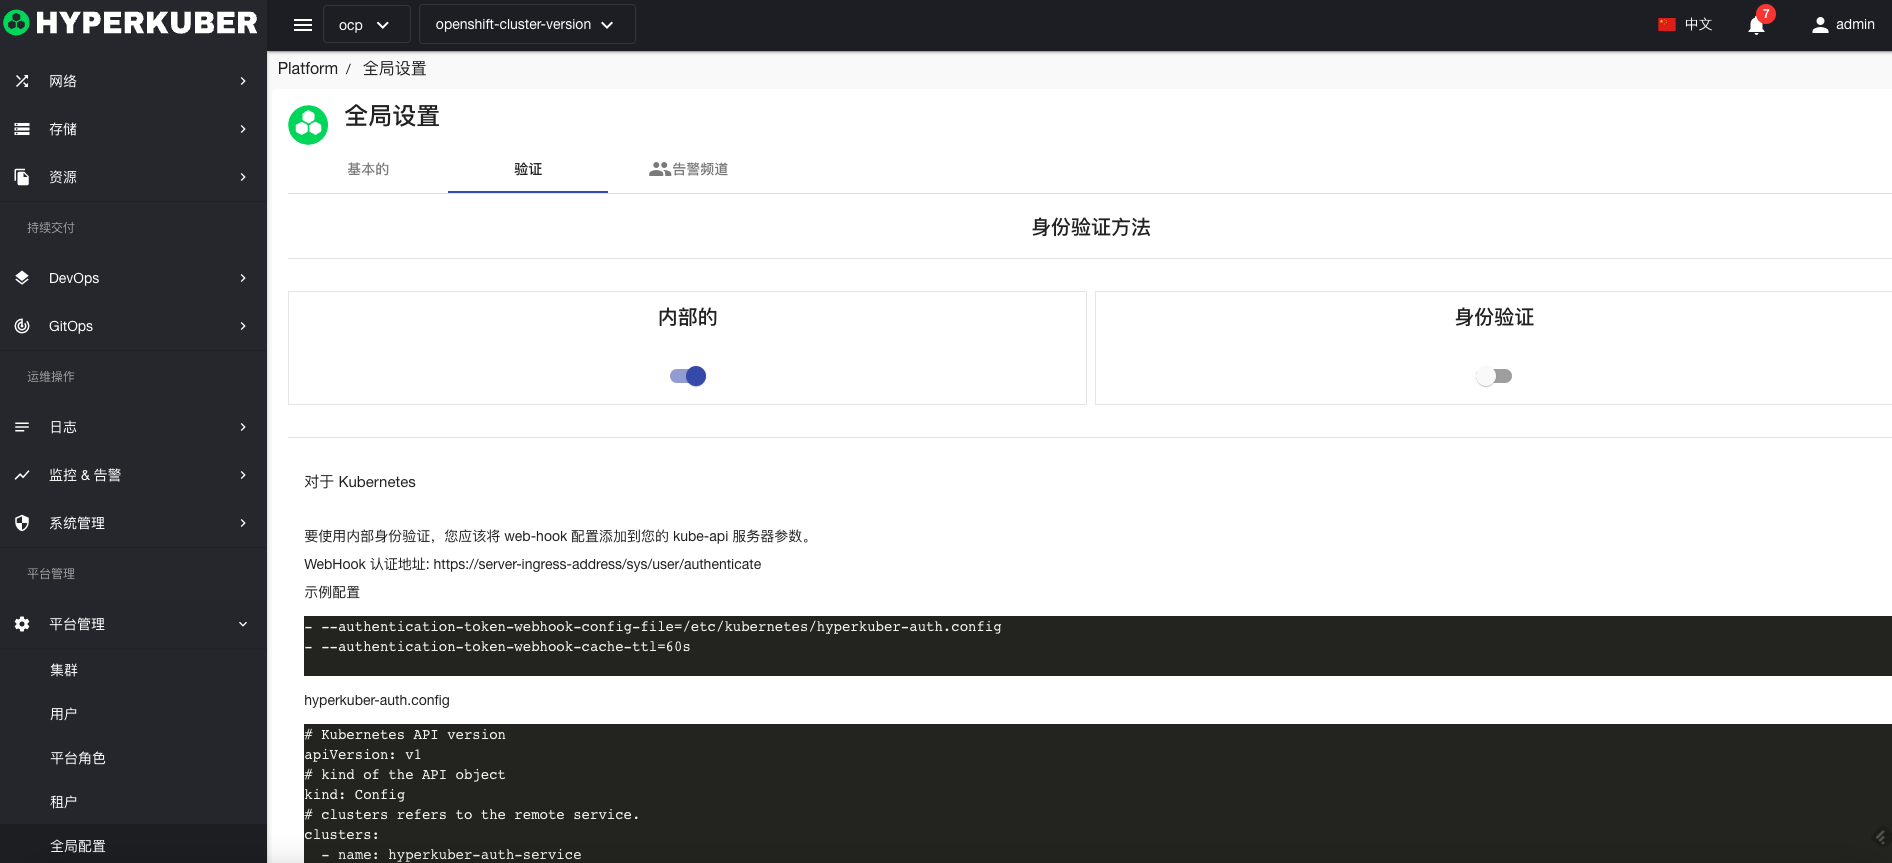 HYPERKUBER
ocp
openshift-cluster-version
中文
7
admin
网络
存储
资源
持续交付
DevOps
GitOps
运维操作
日志
监控 & 告警
系统管理
平台管理
平台管理
集群
用户
平台角色
租户
全局配置
Platform / 全局设置
全局设置
基本的
验证
告警频道
身份验证方法
内部的
身份验证
对于 Kubernetes
要使用内部身份验证，您应该将 web-hook 配置添加到您的 kube-api 服务器参数。
WebHook 认证地址: https://server-ingress-address/sys/user/authenticate
示例配置
- --authentication-token-webhook-config-file=/etc/kubernetes/hyperkuber-auth.config
- --authentication-token-webhook-cache-ttl=60s
hyperkuber-auth.config
# Kubernetes API version
apiVersion: v1
# kind of the API object
kind: Config
# clusters refers to the remote service.
clusters:
  - name: hyperkuber-auth-service